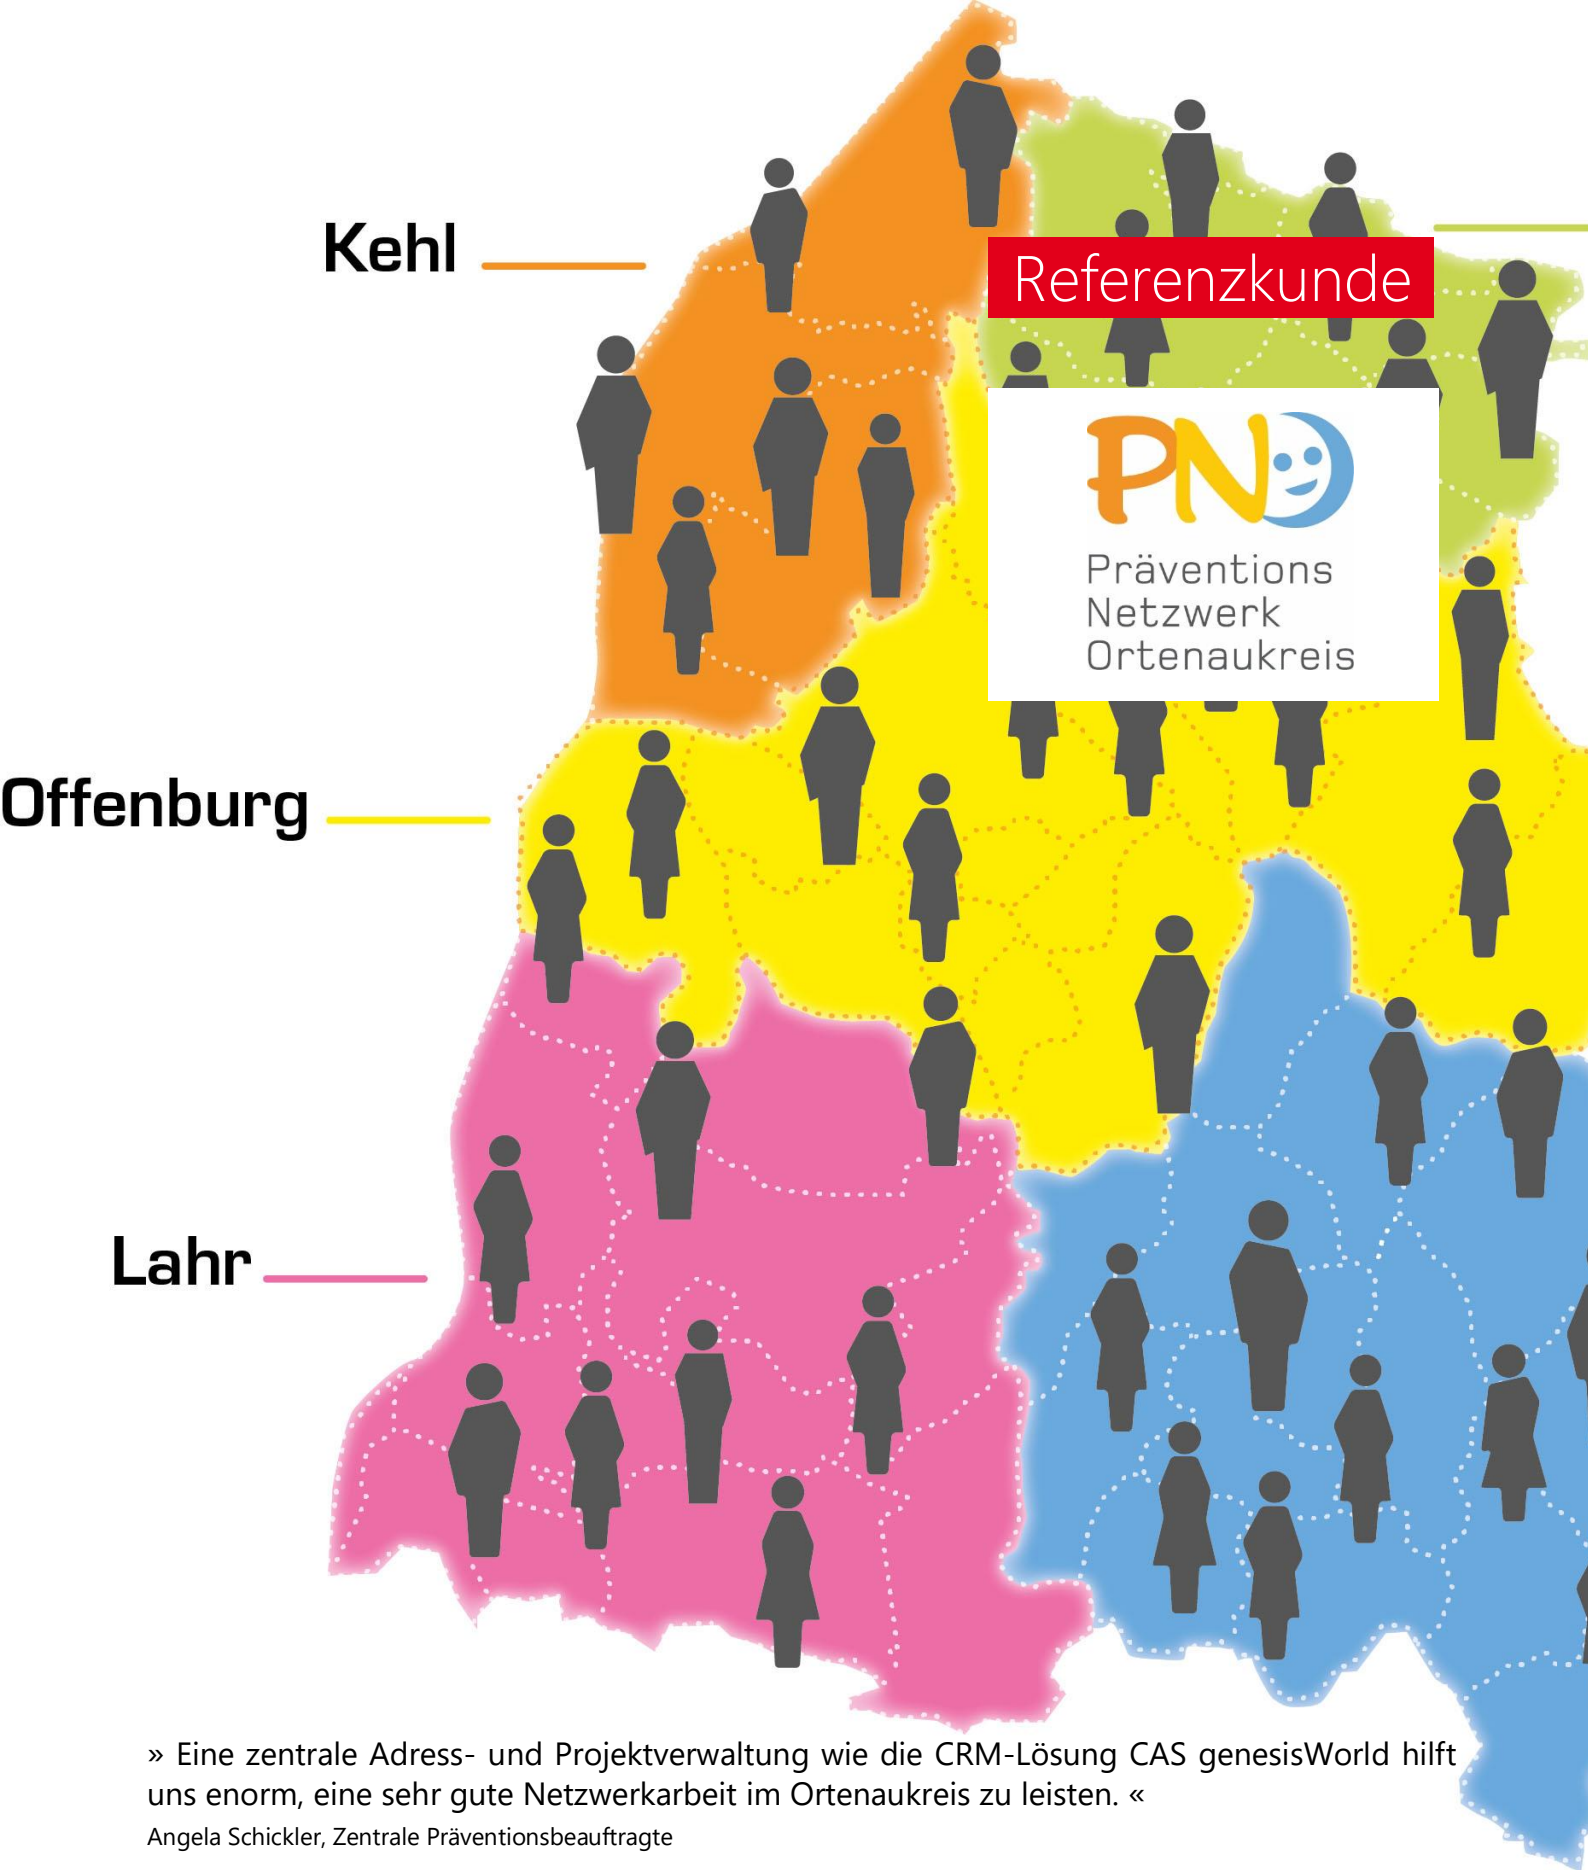 Kehl
Referenzkunde
PNO
Präventions
Netzwerk
Ortenaukreis
Offenburg
Lahr
» Eine zentrale Adress- und Projektverwaltung wie die CRM-Lösung CAS genesisWorld hilft
uns enorm, eine sehr gute Netzwerkarbeit im Ortenaukreis zu leisten. «
Angela Schickler, Zentrale Präventionsbeauftragte